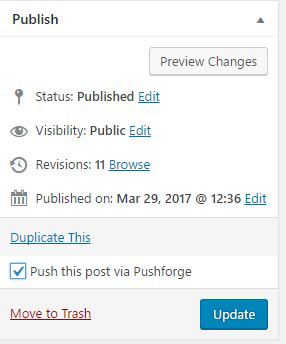 Publish
Preview Changes
Status: Published Edit
Visibility: Public Edit
Revisions: 11 Browse
Published on: Mar 29, 2017 @ 12:36 Edit
Duplicate This
Push this post via Pushforge
Move to Trash
Update